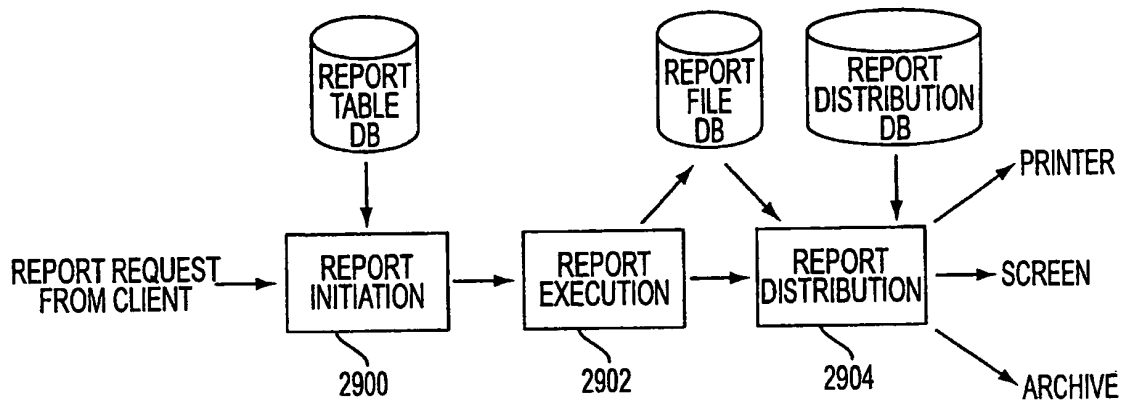 REPORT
TABLE
DB
REPORT
FILE
DB
REPORT
DISTRIBUTION
DB
PRINTER
REPORT REQUEST
FROM CLIENT
REPORT
INITIATION
REPORT
EXECUTION
REPORT
DISTRIBUTION
SCREEN
2900
2902
2904
ARCHIVE